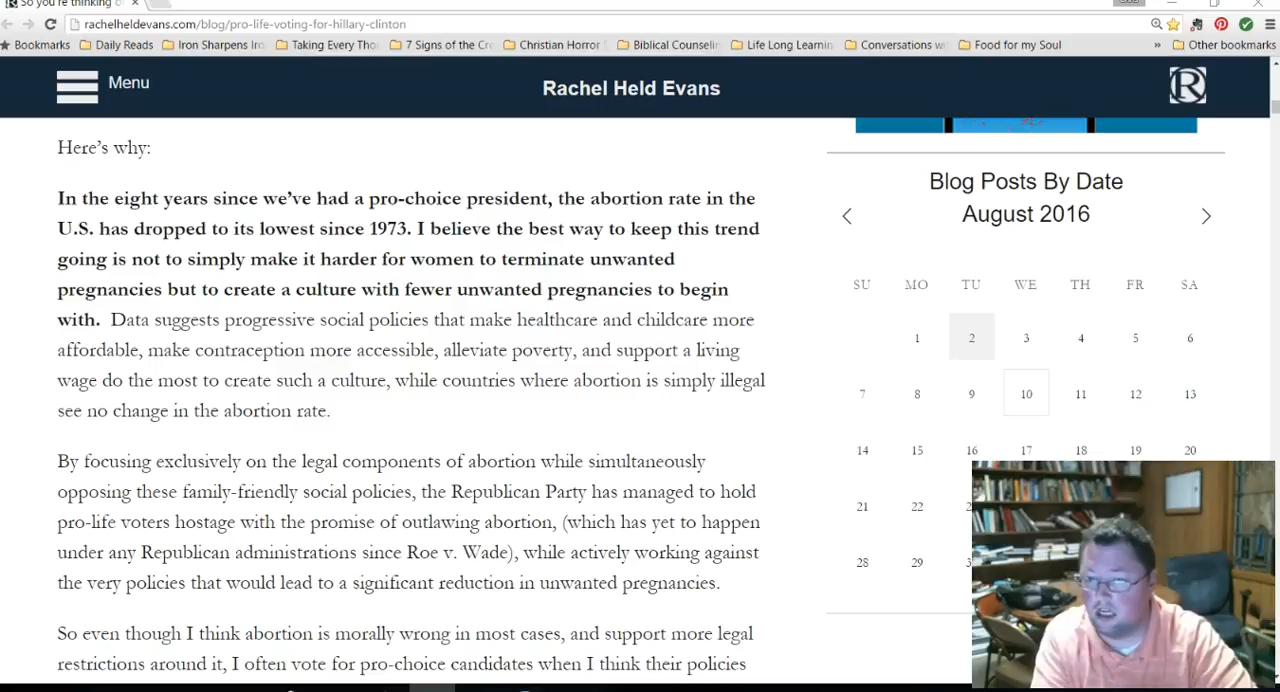 So you're thinking o
rachelheldevans.com/blog/pro-life-voting-for-hillary-clinton
Bookmarks Daily Reads Iron Sharpens Iro Taking Every Tho 7 Signs of the Cre Christian Horror Biblical Counselin Life Long Learnin Conversations wi Food for my Soul » Other bookmarks
Menu
Rachel Held Evans
R
Here's why:
In the eight years since we've had a pro-choice president, the abortion rate in the
U.S. has dropped to its lowest since 1973. I believe the best way to keep this trend
going is not to simply make it harder for women to terminate unwanted
pregnancies but to create a culture with fewer unwanted pregnancies to begin
with. Data suggests progressive social policies that make healthcare and childcare more
affordable, make contraception more accessible, alleviate poverty, and support a living
wage do the most to create such a culture, while countries where abortion is simply illegal
see no change in the abortion rate.
By focusing exclusively on the legal components of abortion while simultaneously
opposing these family-friendly social policies, the Republican Party has managed to hold
pro-life voters hostage with the promise of outlawing abortion, (which has yet to happen
under any Republican administrations since Roe v. Wade), while actively working against
the very policies that would lead to a significant reduction in unwanted pregnancies.
So even though I think abortion is morally wrong in most cases, and support more legal
restrictions around it, I often vote for pro-choice candidates when I think their policies
Blog Posts By Date
August 2016
SU MO TU WE TH FR SA
1 2 3 4 5 6
7 8 9 10 11 12 13
14 15 16 17 18 19 20
21 22 2
28 29 3